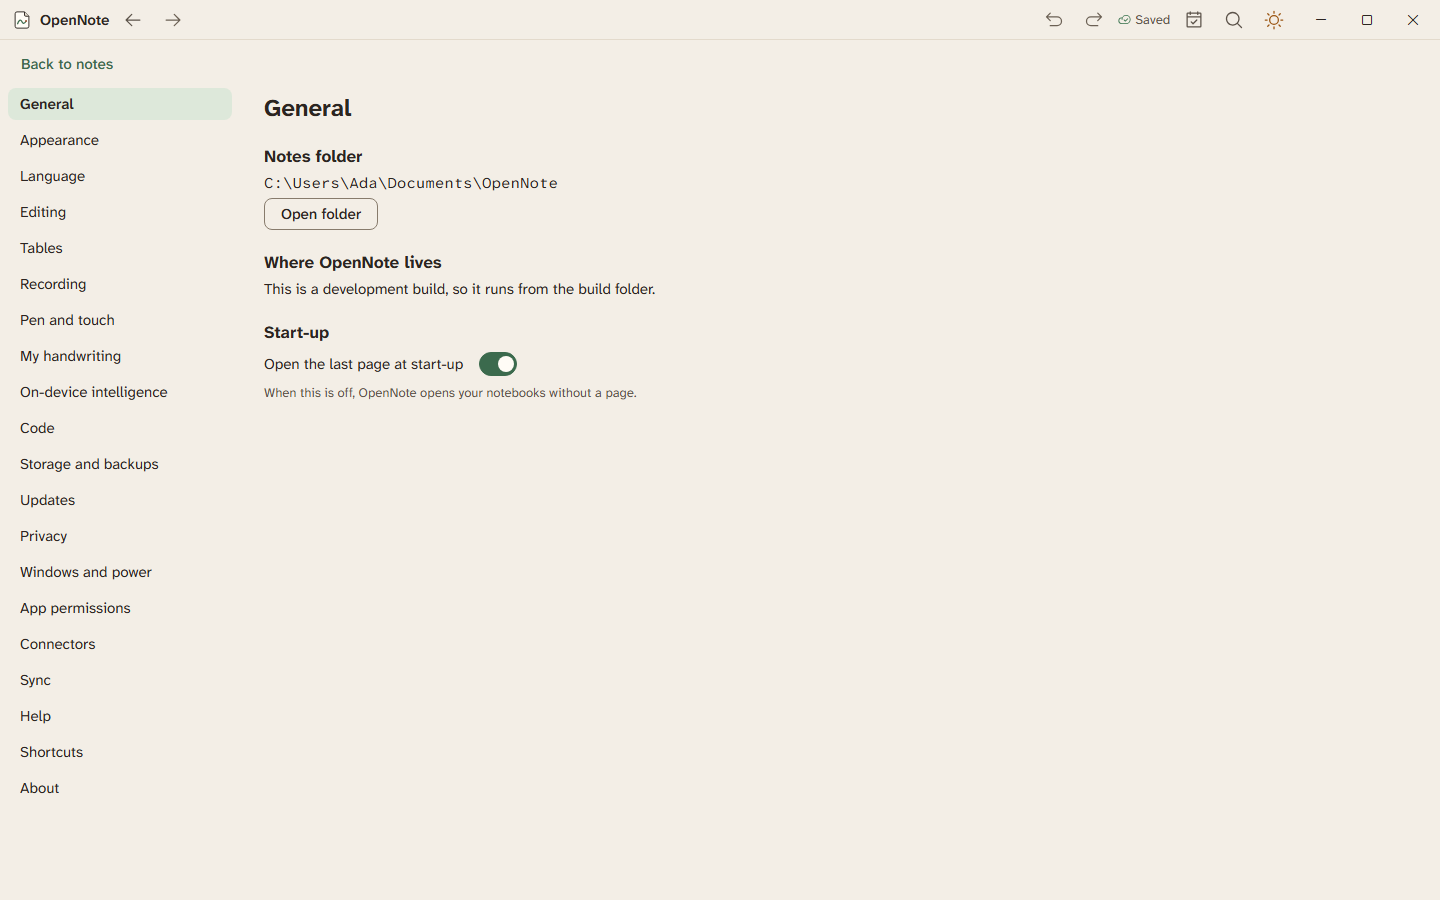 OpenNote
Saved
Back to notes
General
Appearance
Language
Editing
Tables
Recording
Pen and touch
My handwriting
On-device intelligence
Code
Storage and backups
Updates
Privacy
Windows and power
App permissions
Connectors
Sync
Help
Shortcuts
About
General
Notes folder
C:\Users\Ada\Documents\OpenNote
Open folder
Where OpenNote lives
This is a development build, so it runs from the build folder.
Start-up
Open the last page at start-up
When this is off, OpenNote opens your notebooks without a page.